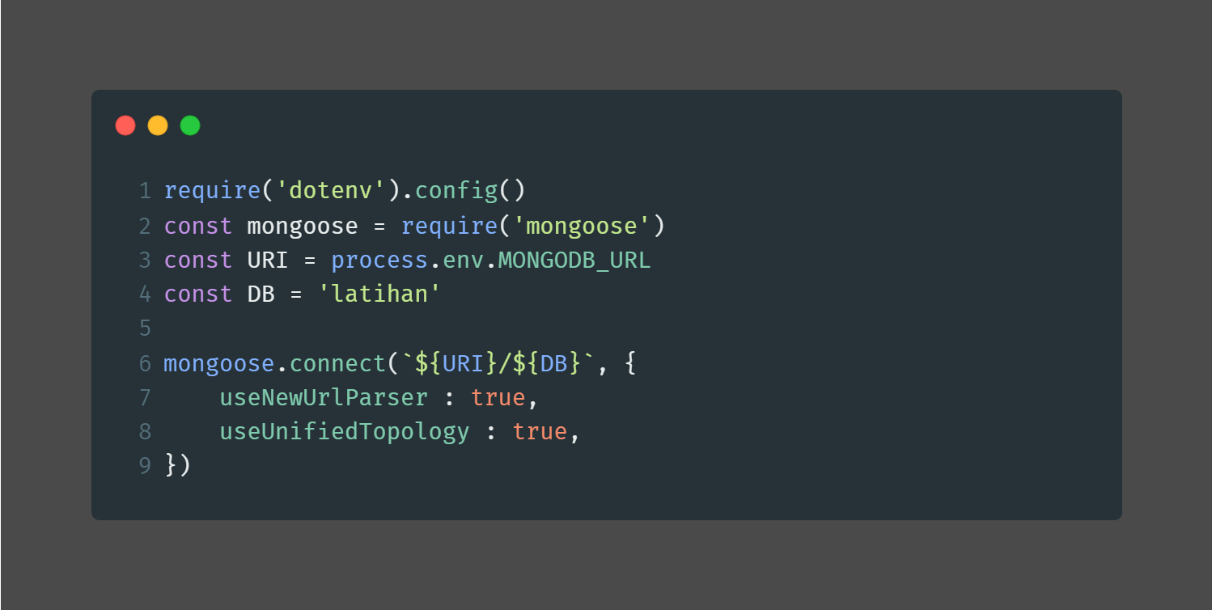 1 require('dotenv').config()
2 const mongoose = require('mongoose')
3 const URI = process.env.MONGODB_URL
4 const DB = 'latihan'
5
6 mongoose.connect(`${URI}/${DB}`, {
7     useNewUrlParser : true,
8     useUnifiedTopology : true,
9 })